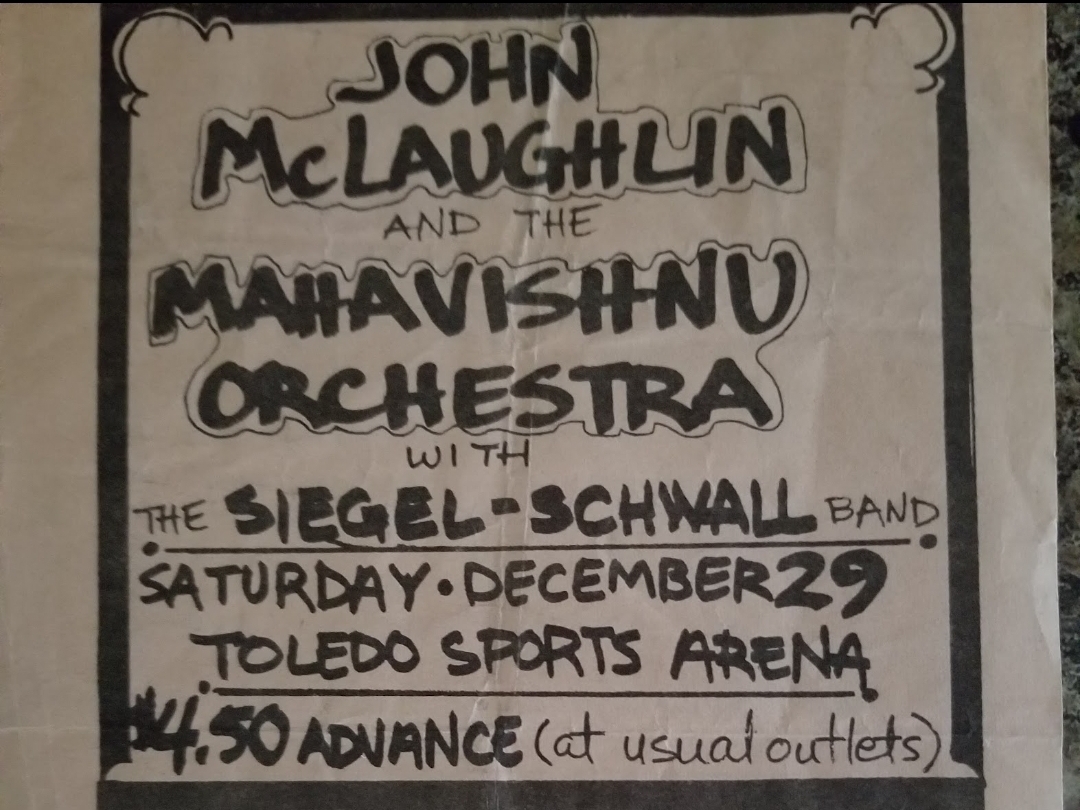 JOHN
McLAUGHLIN
AND THE
MAHAVISHNU
ORCHESTRA
WITH
THE SIEGEL-SCHWALL BAND
SATURDAY • DECEMBER 29
TOLEDO SPORTS ARENA
$4.50 ADVANCE (at usual outlets)